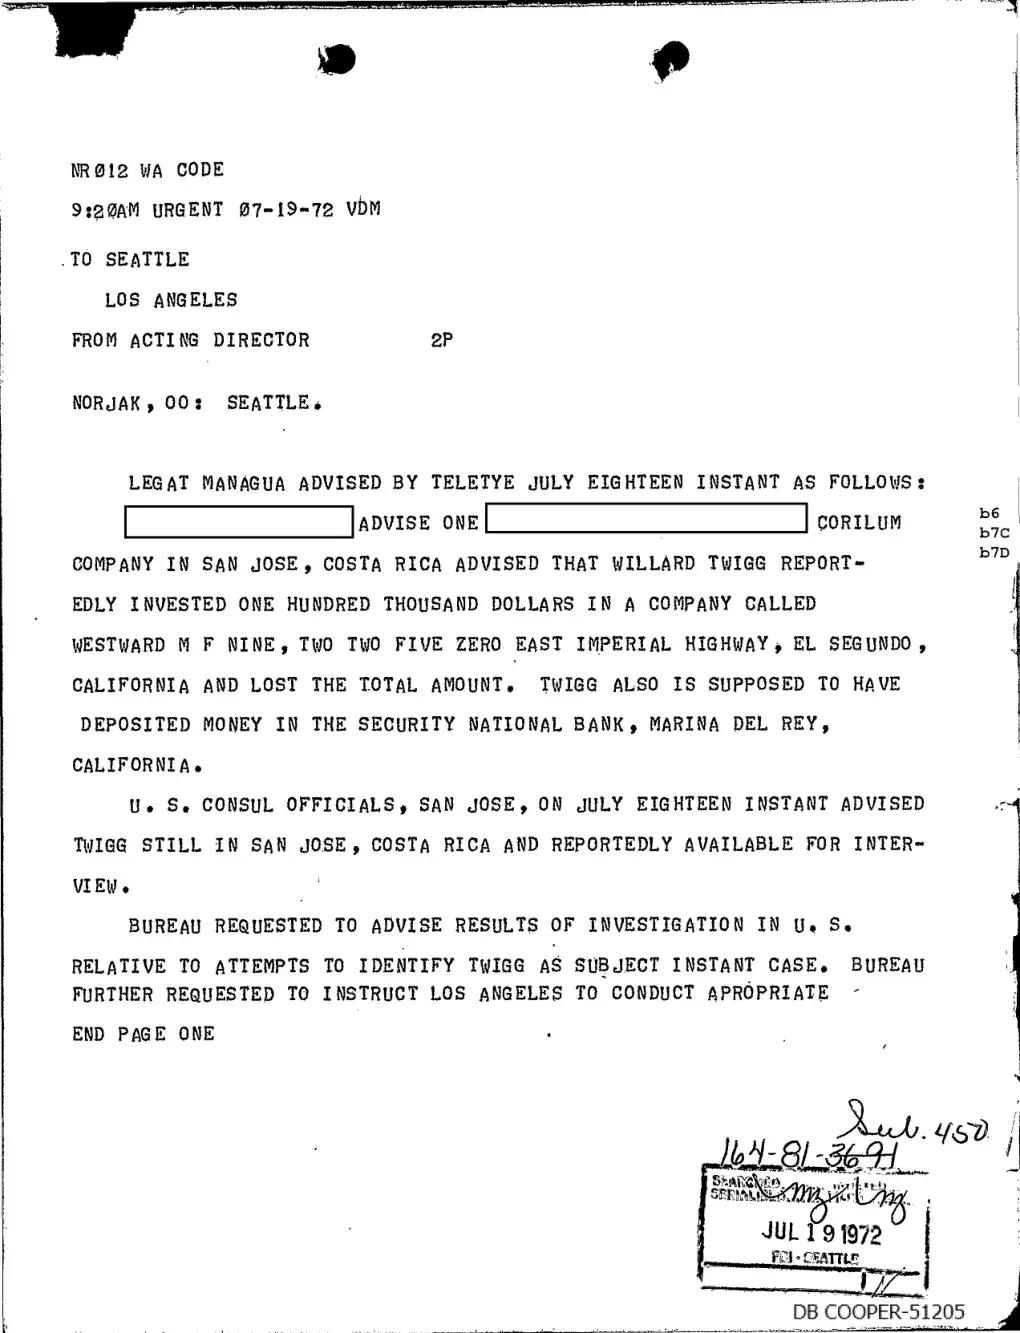 NR012 WA CODE
9:20AM URGENT 07-19-72 VDM
TO SEATTLE
LOS ANGELES
FROM ACTING DIRECTOR 2P
NORJAK, OO: SEATTLE.
LEGAT MANAGUA ADVISED BY TELETYE JULY EIGHTEEN INSTANT AS FOLLOWS:
ADVISE ONE CORILUM
b6
b7C
b7D
COMPANY IN SAN JOSE, COSTA RICA ADVISED THAT WILLARD TWIGG REPORT-
EDLY INVESTED ONE HUNDRED THOUSAND DOLLARS IN A COMPANY CALLED
WESTWARD M F NINE, TWO TWO FIVE ZERO EAST IMPERIAL HIGHWAY, EL SEGUNDO,
CALIFORNIA AND LOST THE TOTAL AMOUNT. TWIGG ALSO IS SUPPOSED TO HAVE
DEPOSITED MONEY IN THE SECURITY NATIONAL BANK, MARINA DEL REY,
CALIFORNIA.
U. S. CONSUL OFFICIALS, SAN JOSE, ON JULY EIGHTEEN INSTANT ADVISED
TWIGG STILL IN SAN JOSE, COSTA RICA AND REPORTEDLY AVAILABLE FOR INTER-
VIEW.
BUREAU REQUESTED TO ADVISE RESULTS OF INVESTIGATION IN U. S.
RELATIVE TO ATTEMPTS TO IDENTIFY TWIGG AS SUBJECT INSTANT CASE. BUREAU
FURTHER REQUESTED TO INSTRUCT LOS ANGELES TO CONDUCT APROPRIATE
END PAGE ONE
Sub. 450
164-81-3691
SEARCHED
SERIALIZED
JUL 19 1972
FBI - SEATTLE
DB COOPER-51205